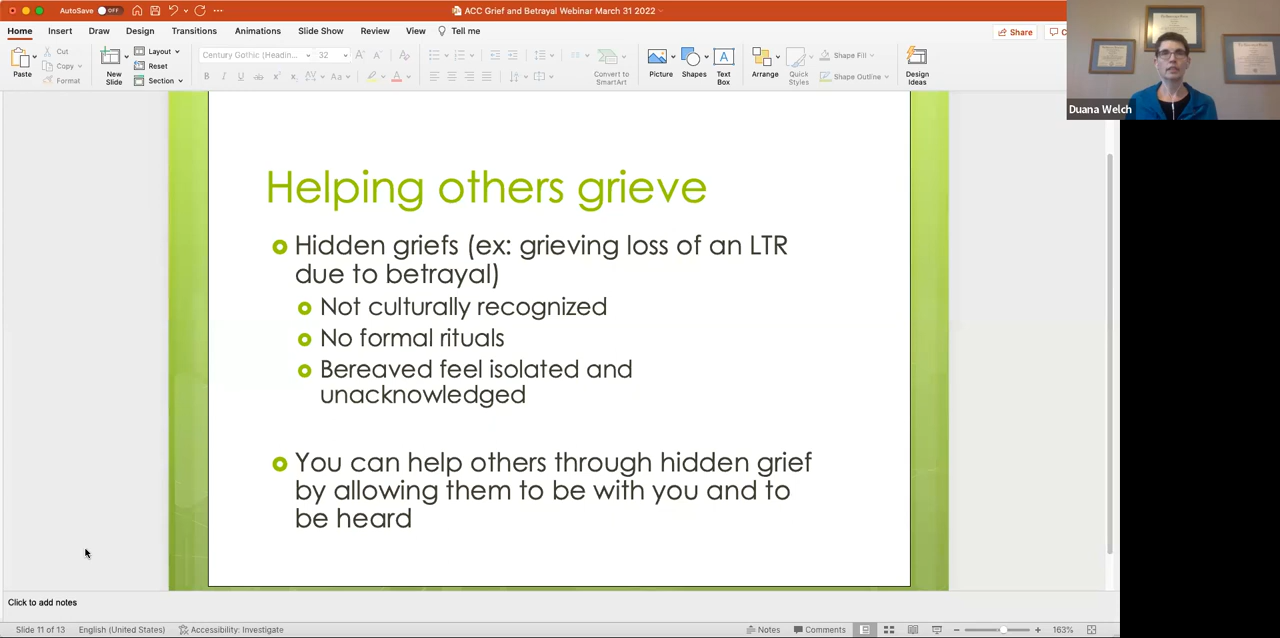 AutoSave OFF
ACC Grief and Betrayal Webinar March 31 2022
Home Insert Draw Design Transitions Animations Slide Show Review View Tell me
Share
Paste
Cut
Copy
Format
New Slide
Layout
Reset
Section
Century Gothic (Headin... 32
Convert to SmartArt
Picture
Shapes
Text Box
Arrange
Quick Styles
Shape Fill
Shape Outline
Design Ideas
Duana Welch
Helping others grieve
Hidden griefs (ex: grieving loss of an LTR
due to betrayal)
Not culturally recognized
No formal rituals
Bereaved feel isolated and
unacknowledged
You can help others through hidden grief
by allowing them to be with you and to
be heard
Click to add notes
Slide 11 of 13 English (United States) Accessibility: Investigate Notes Comments 163%